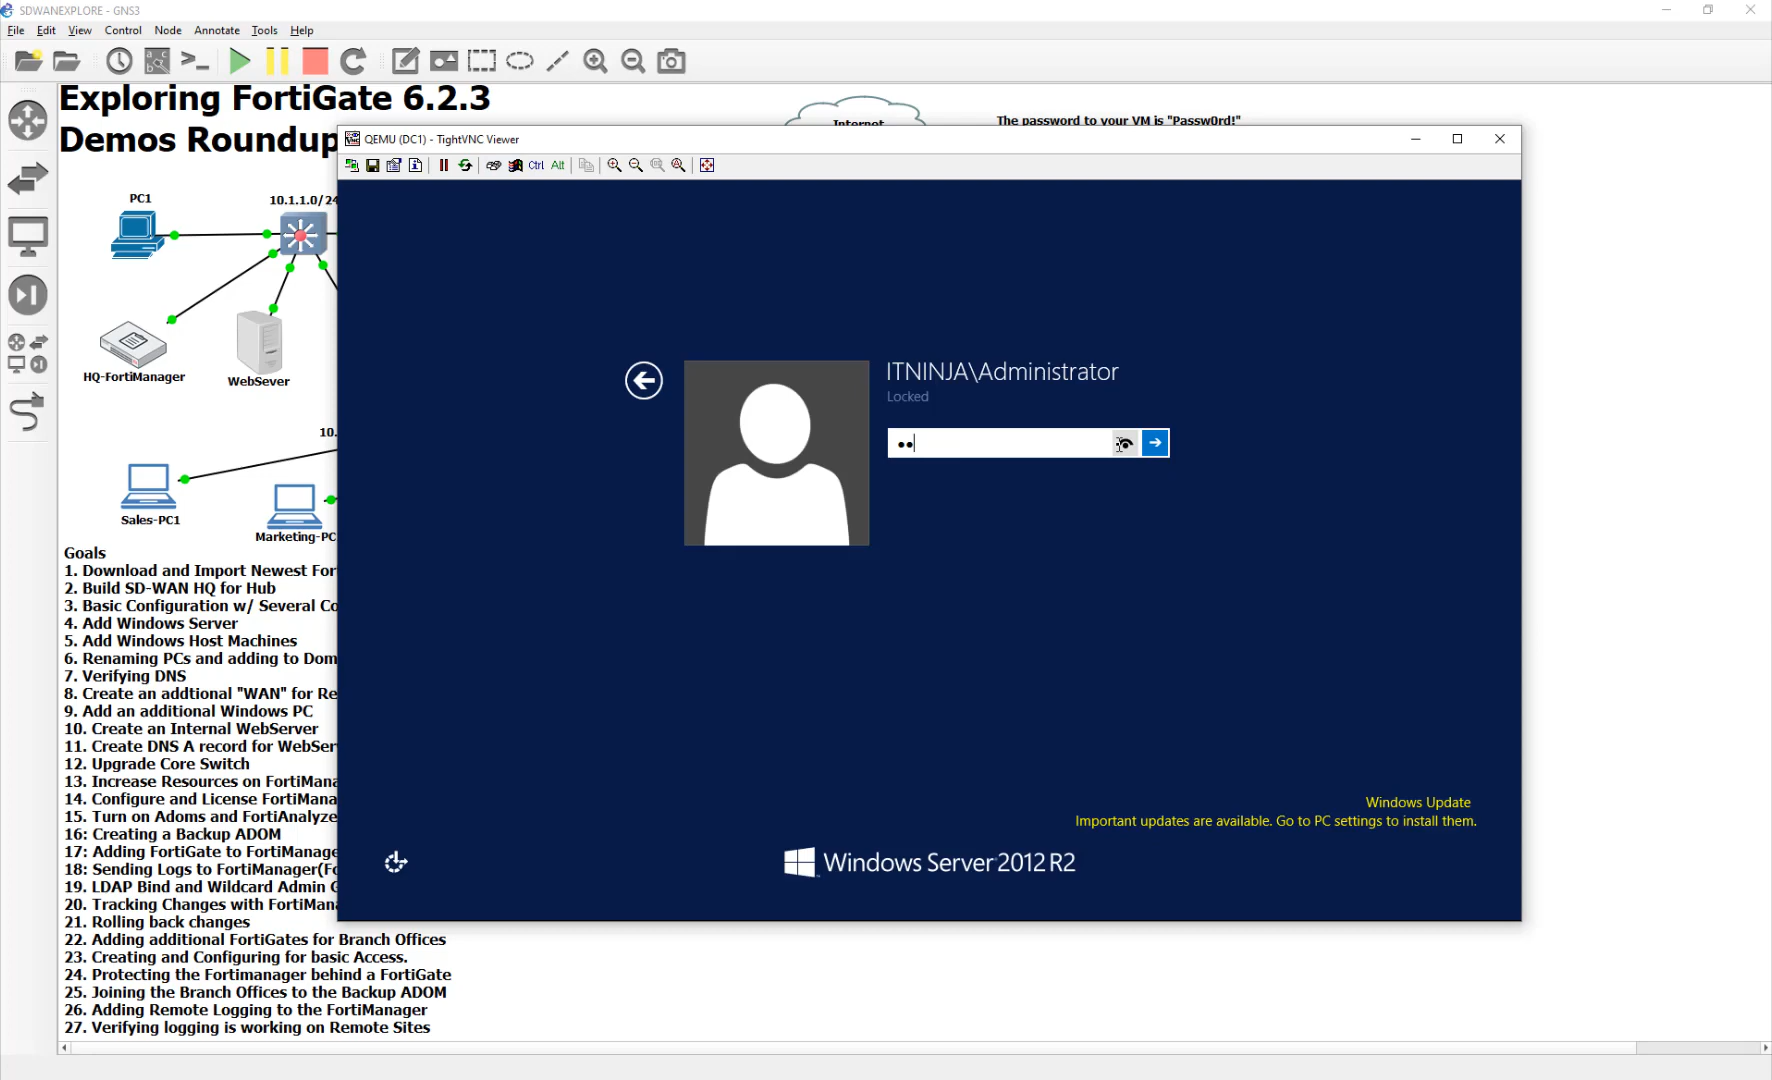 SDWANEXPLORE - GNS3
File Edit View Control Node Annotate Tools Help
Exploring FortiGate 6.2.3
Demos Roundup
Internet
The password to your VM is "Passw0rd!"
QEMU (DC1) - TightVNC Viewer
Ctrl Alt
PC1
10.1.1.0/24
HQ-FortiManager
WebSever
10.
Sales-PC1
Marketing-PC
ITNINJA\Administrator
Locked
Windows Update
Important updates are available. Go to PC settings to install them.
Windows Server 2012 R2
Goals
1. Download and Import Newest For
2. Build SD-WAN HQ for Hub
3. Basic Configuration w/ Several Co
4. Add Windows Server
5. Add Windows Host Machines
6. Renaming PCs and adding to Dom
7. Verifying DNS
8. Create an addtional "WAN" for Re
9. Add an additional Windows PC
10. Create an Internal WebServer
11. Create DNS A record for WebSer
12. Upgrade Core Switch
13. Increase Resources on FortiMana
14. Configure and License FortiMana
15. Turn on Adoms and FortiAnalyze
16: Creating a Backup ADOM
17: Adding FortiGate to FortiManage
18: Sending Logs to FortiManager(Fo
19. LDAP Bind and Wildcard Admin G
20. Tracking Changes with FortiMana
21. Rolling back changes
22. Adding additional FortiGates for Branch Offices
23. Creating and Configuring for basic Access.
24. Protecting the Fortimanager behind a FortiGate
25. Joining the Branch Offices to the Backup ADOM
26. Adding Remote Logging to the FortiManager
27. Verifying logging is working on Remote Sites